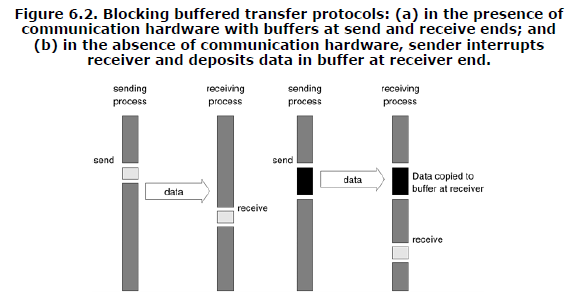 Figure 6.2. Blocking buffered transfer protocols: (a) in the presence of
communication hardware with buffers at send and receive ends; and
(b) in the absence of communication hardware, sender interrupts
receiver and deposits data in buffer at receiver end.
sending
process
receiving
process
sending
process
receiving
process
send
data
receive
send
data
Data copied to
buffer at receiver
receive